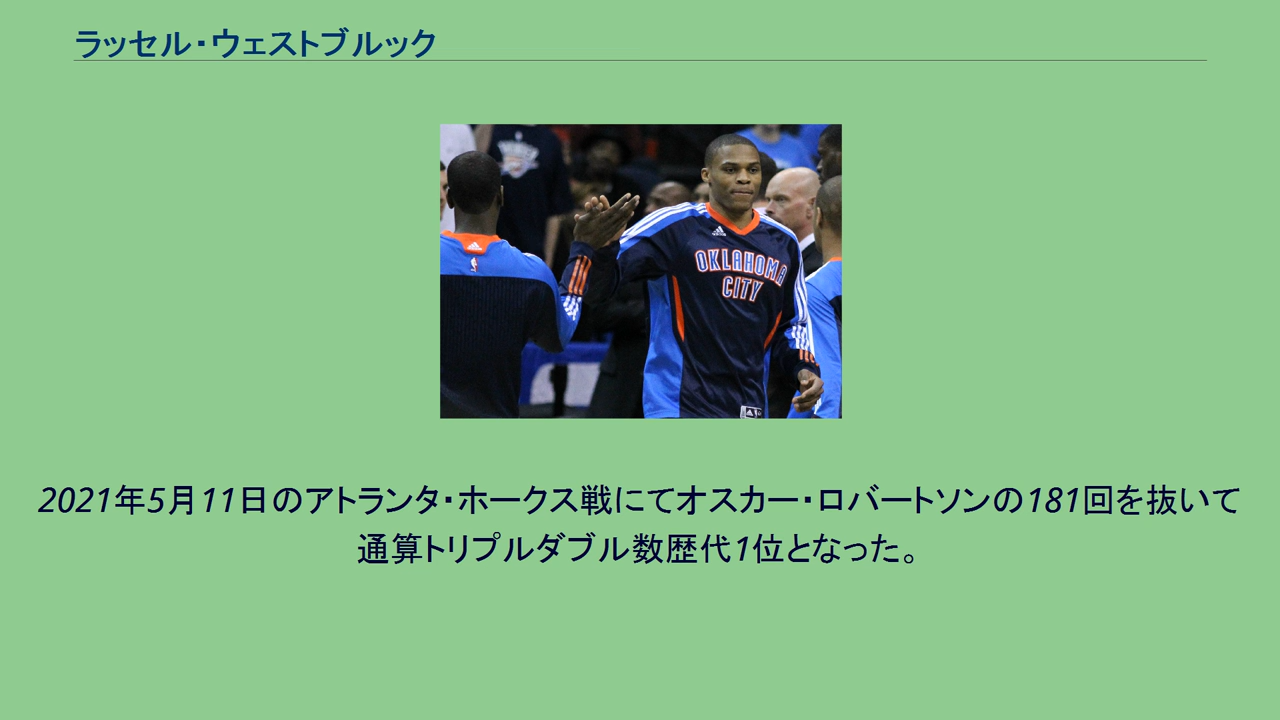 ラッセル・ウェストブルック
OKLAHOMA
CITY
2021年5月11日のアトランタ・ホークス戦にてオスカー・ロバートソンの181回を抜いて
通算トリプルダブル数歴代1位となった。